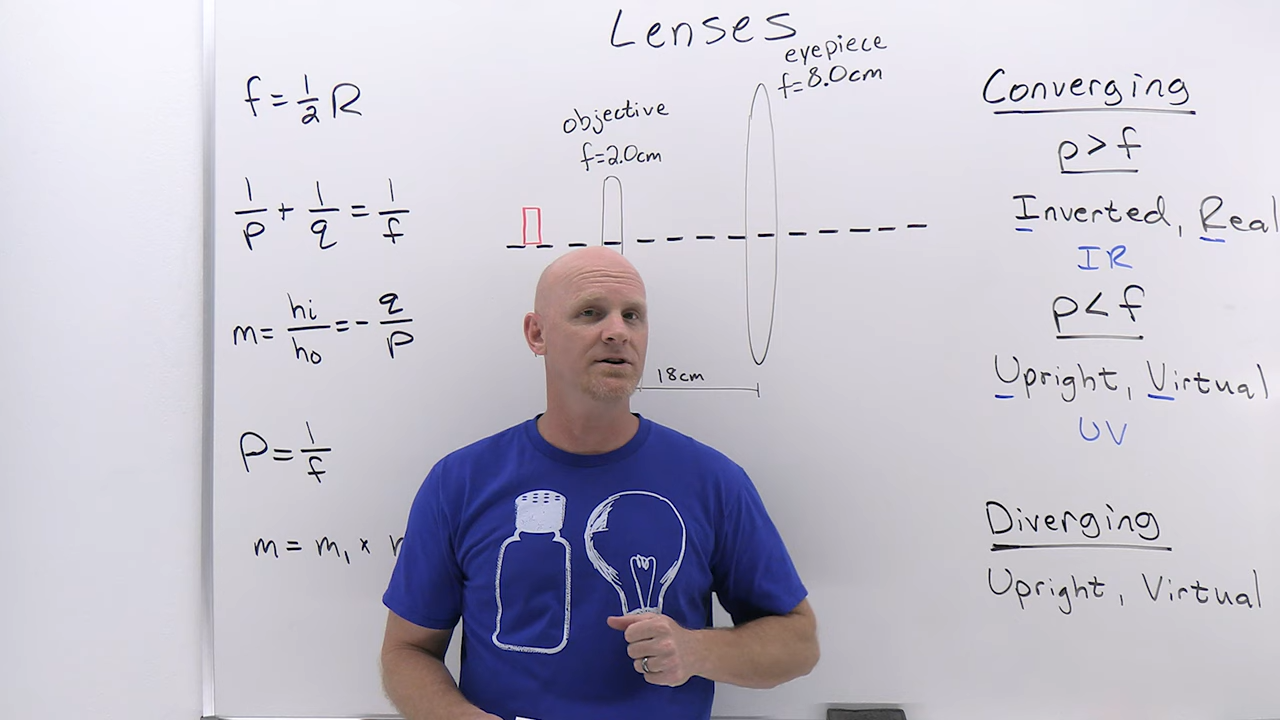 Lenses
f = 1/2 R
1/p + 1/q = 1/f
m = hi/ho = - q/p
P = 1/f
m = m₁ ×
objective
f=2.0cm
eyepiece
f=8.0cm
18cm
Converging
p > f
Inverted, Real
IR
p < f
Upright, Virtual
UV
Diverging
Upright, Virtual